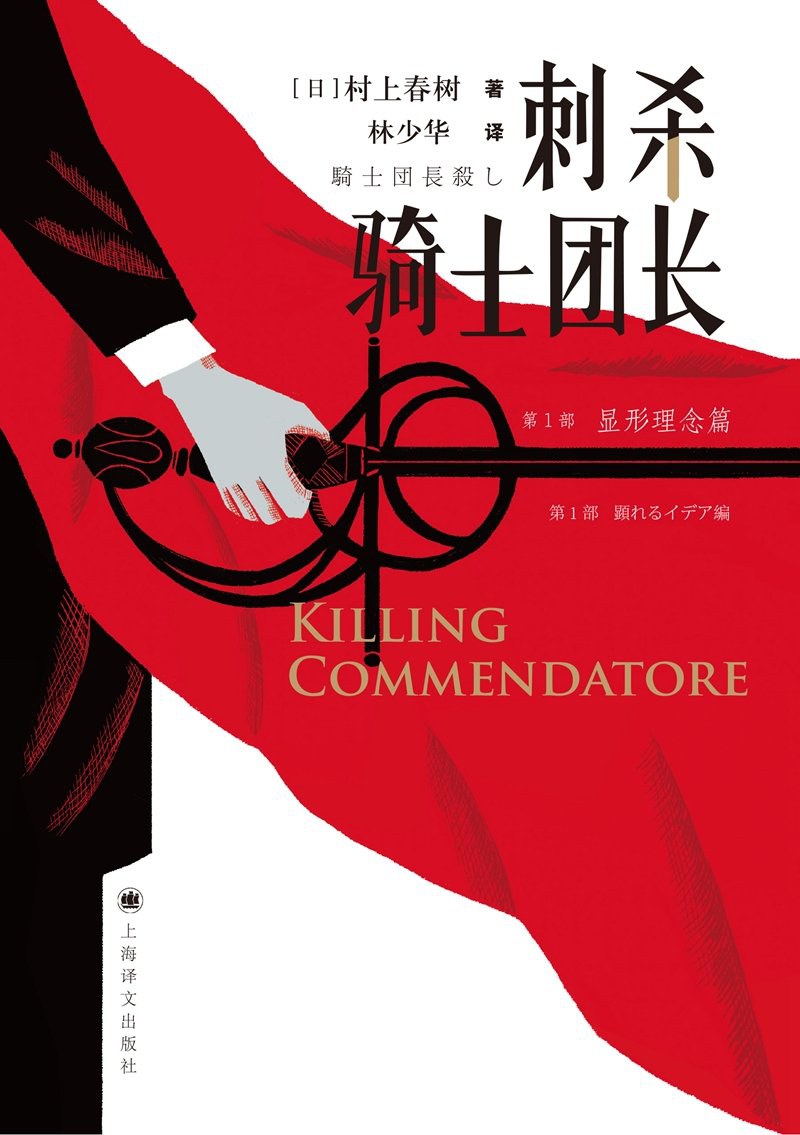 [日]村上春树 著
林少华 译
騎士団長殺し
刺杀
骑士团长
第1部 显形理念篇
第1部 顕れるイデア編
KILLING
COMMENDATORE
上海译文出版社